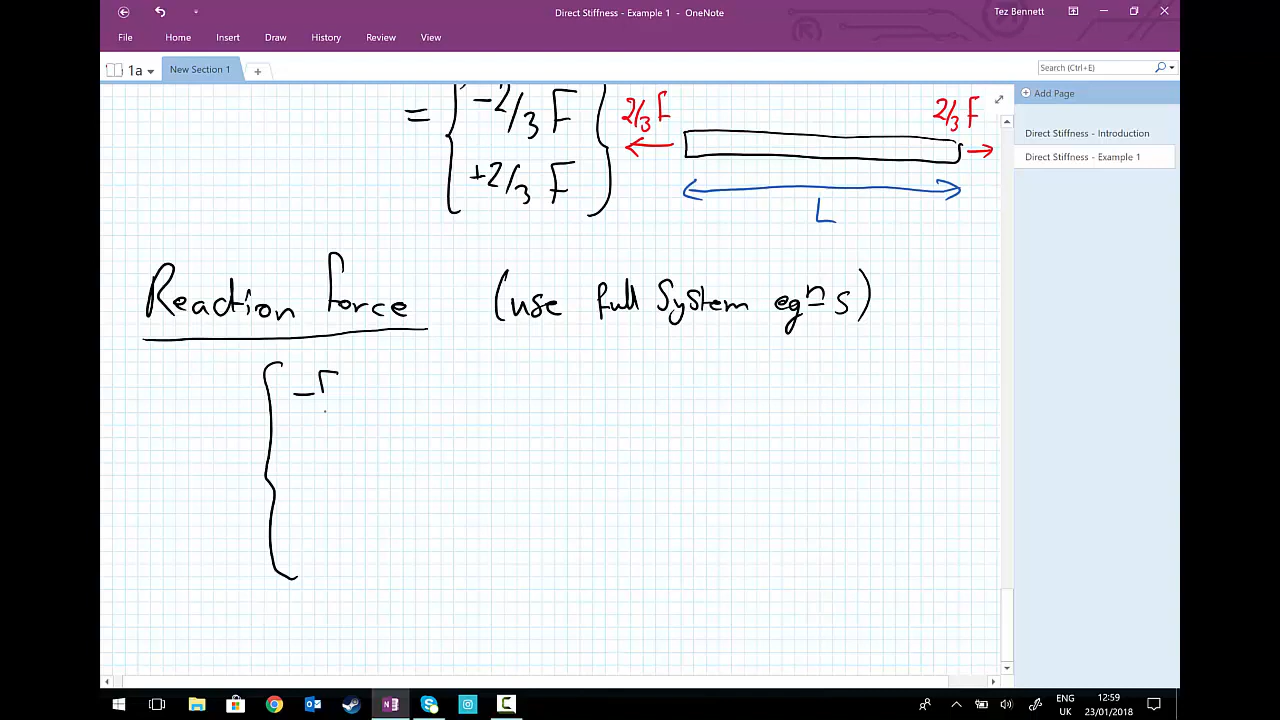 Direct Stiffness - Example 1 - OneNote
Tez Bennett
File Home Insert Draw History Review View
1a
New Section 1
Search (Ctrl+E)
Add Page
Direct Stiffness - Introduction
Direct Stiffness - Example 1
= -2/3 F
+2/3 F
2/3 F
2/3 F
L
Reaction force (use full System eqn s)
ENG
UK
12:59
23/01/2018